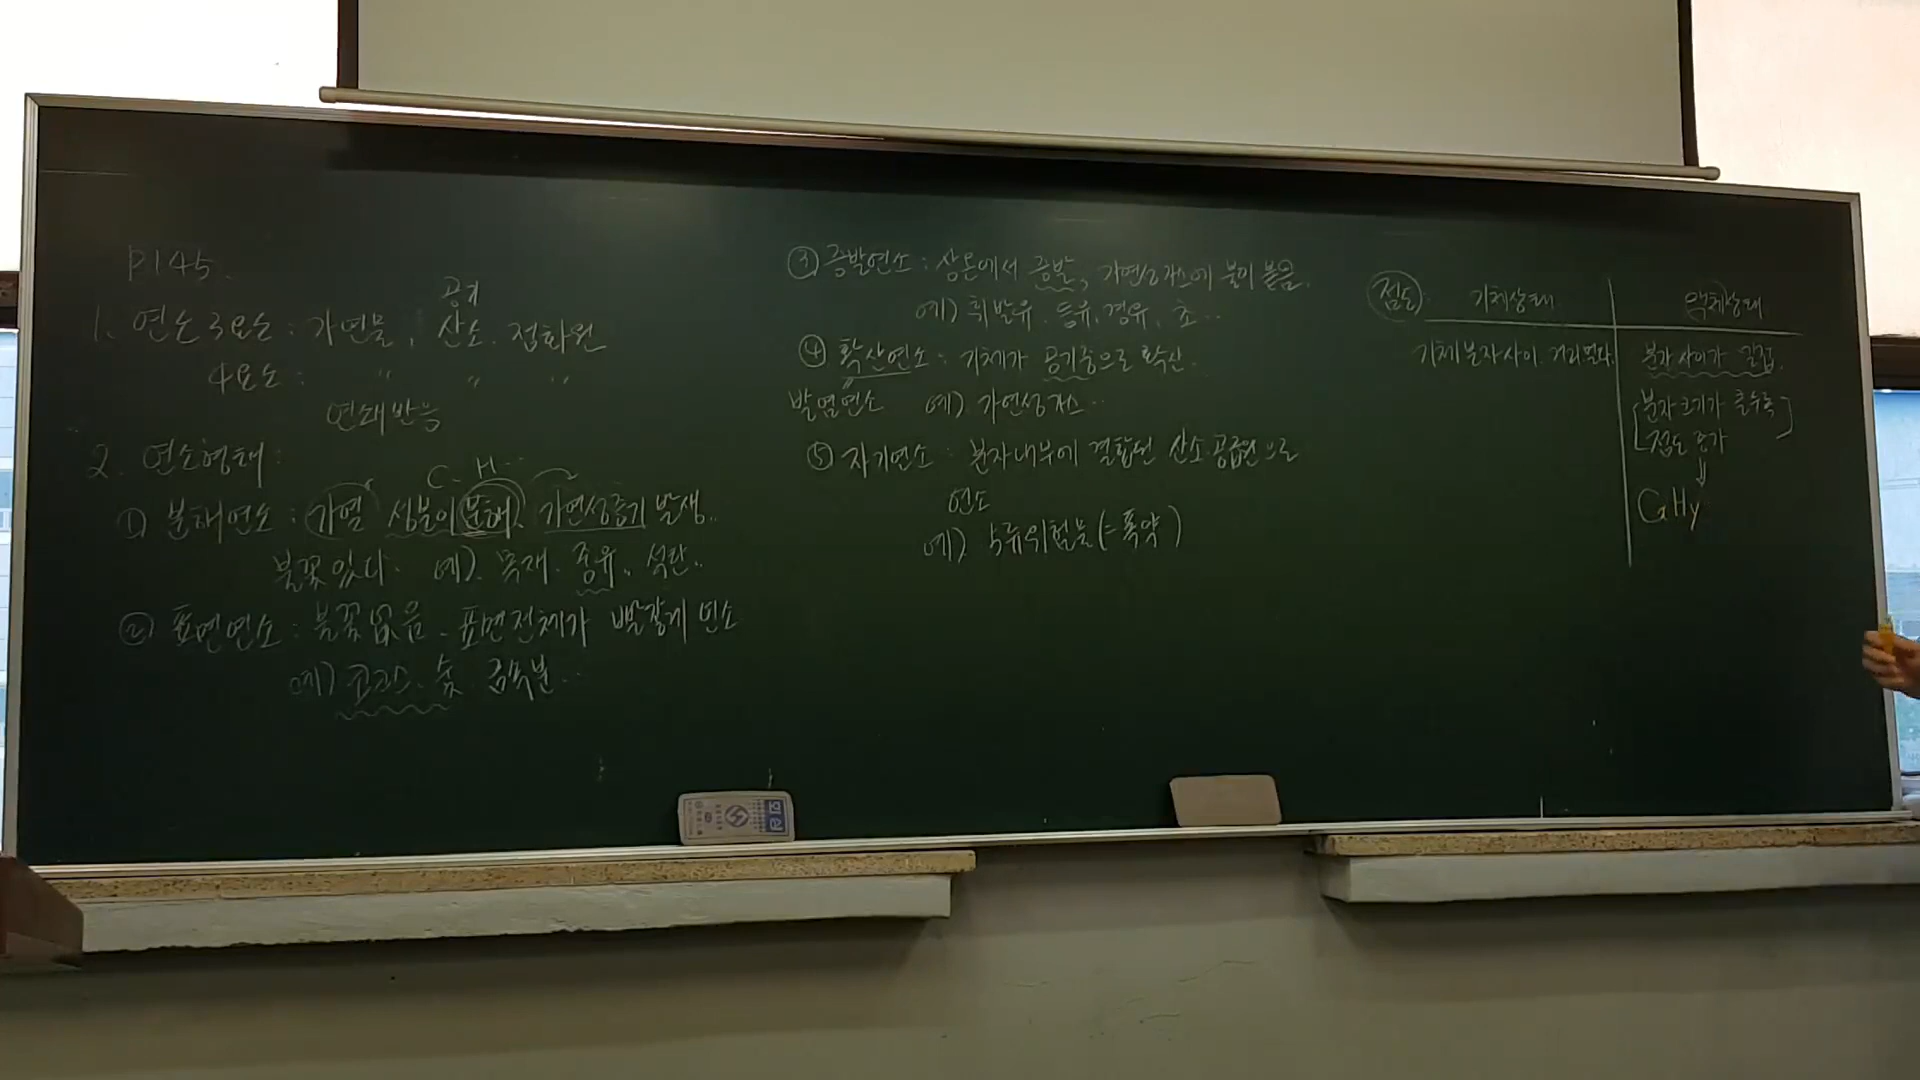 P145.
공기
1. 연소 3요소 : 가연물, 산소. 점화원
4요소 : 〃 〃 〃
연쇄반응
2. 연소형태 :
C.. H...
① 분해연소 : 가열 성분이 분해. 가연성증기 발생..
불꽃있다. 예). 목재. 중유.. 석탄..
② 표면연소 : 불꽃없음. 표면전체가 빨갛게 연소
예) 코크스. 숯. 금속분...
③ 증발연소 : 상온에서 증발, 가연성가스에 불이 붙음.
예) 휘발유. 등유. 경유. 초...
④ 확산연소 : 기체가 공기중으로 확산.
〃
발염연소 예). 가연성가스..
⑤ 자기연소 : 분자내부에 결합된 산소공급원으로
연소
예). 5류위험물(=폭약)
점도 : 기체상태 액체상태
기체분자사이. 거리멀다. 분자사이가 밀접.
[분자크기가 클수록
점도 증가]
⇓
CxHy